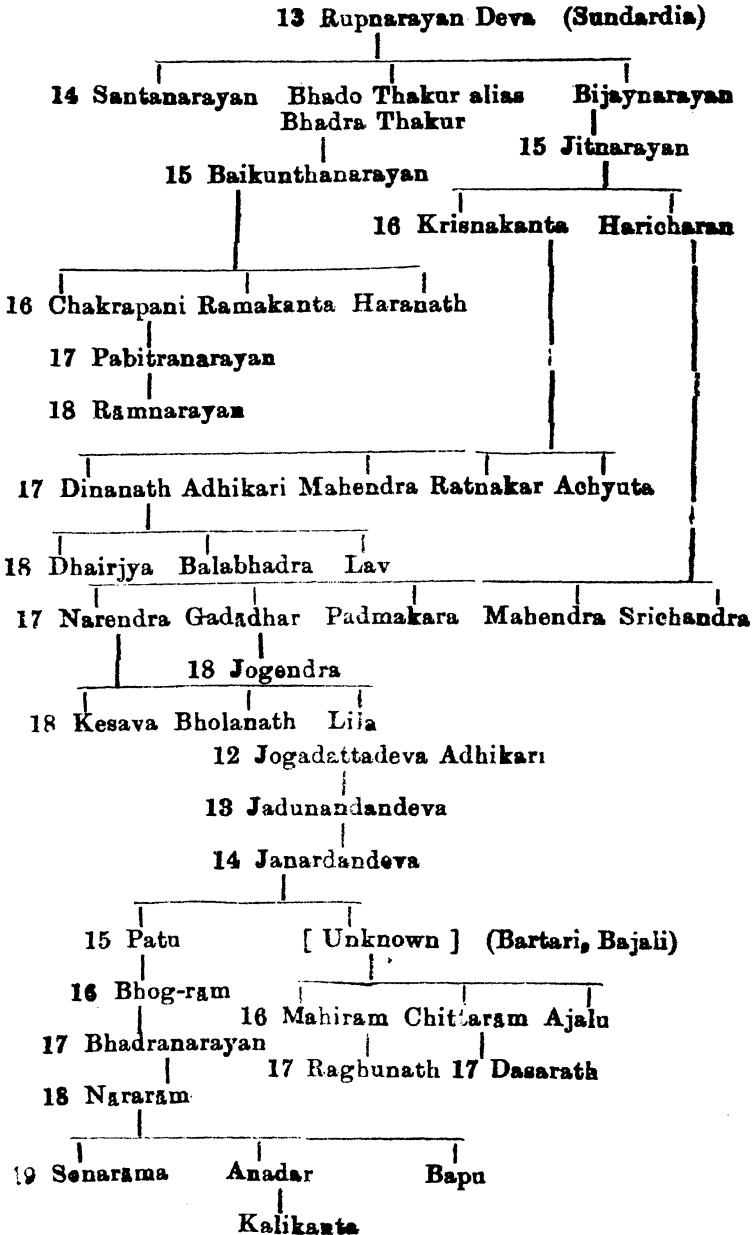 13 Rupnarayan Deva (Sundardia)
14 Santanarayan Bhado Thakur alias Bijaynarayan
Bhadra Thakur
15 Jitnarayan
15 Baikunthanarayan
16 Krisnakanta Haricharan
16 Chakrapani Ramakanta Haranath
17 Pabitranarayan
18 Ramnarayan
17 Dinanath Adhikari Mahendra Ratnakar Achyuta
18 Dhairjya Balabhadra Lav
17 Narendra Gadadhar Padmakara Mahendra Srichandra
18 Jogendra
18 Kesava Bholanath Lila
12 Jogadattadeva Adhikari
13 Jadunandandeva
14 Janardandeva
15 Patu [ Unknown ] (Bartari, Bajali)
16 Bhog-ram
16 Mahiram Chittaram Ajalu
17 Bhadranarayan
17 Raghunath 17 Dasarath
18 Nararam
19 Senarama Anadar Bapu
Kalikanta